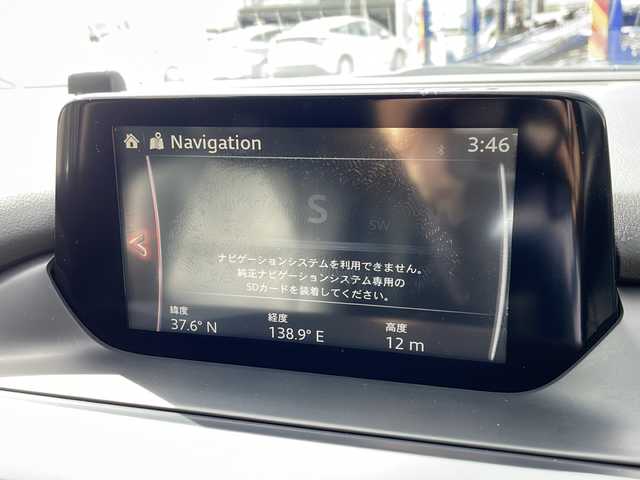 Navigation
3:46
S
SW
ナビゲーションシステムを利用できません。
純正ナビゲーションシステム専用の
SDカードを装着してください。
緯度
経度
高度
37.6° N
138.9° E
12 m